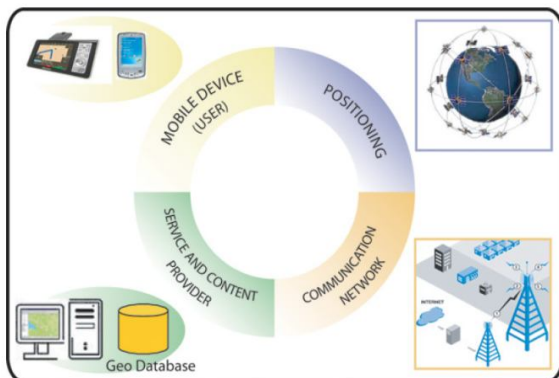 MOBILE DEVICE
(USER)
POSITIONING
SERVICE AND CONTENT
PROVIDER
COMMUNICATION
NETWORK
INTERNET
Geo Database